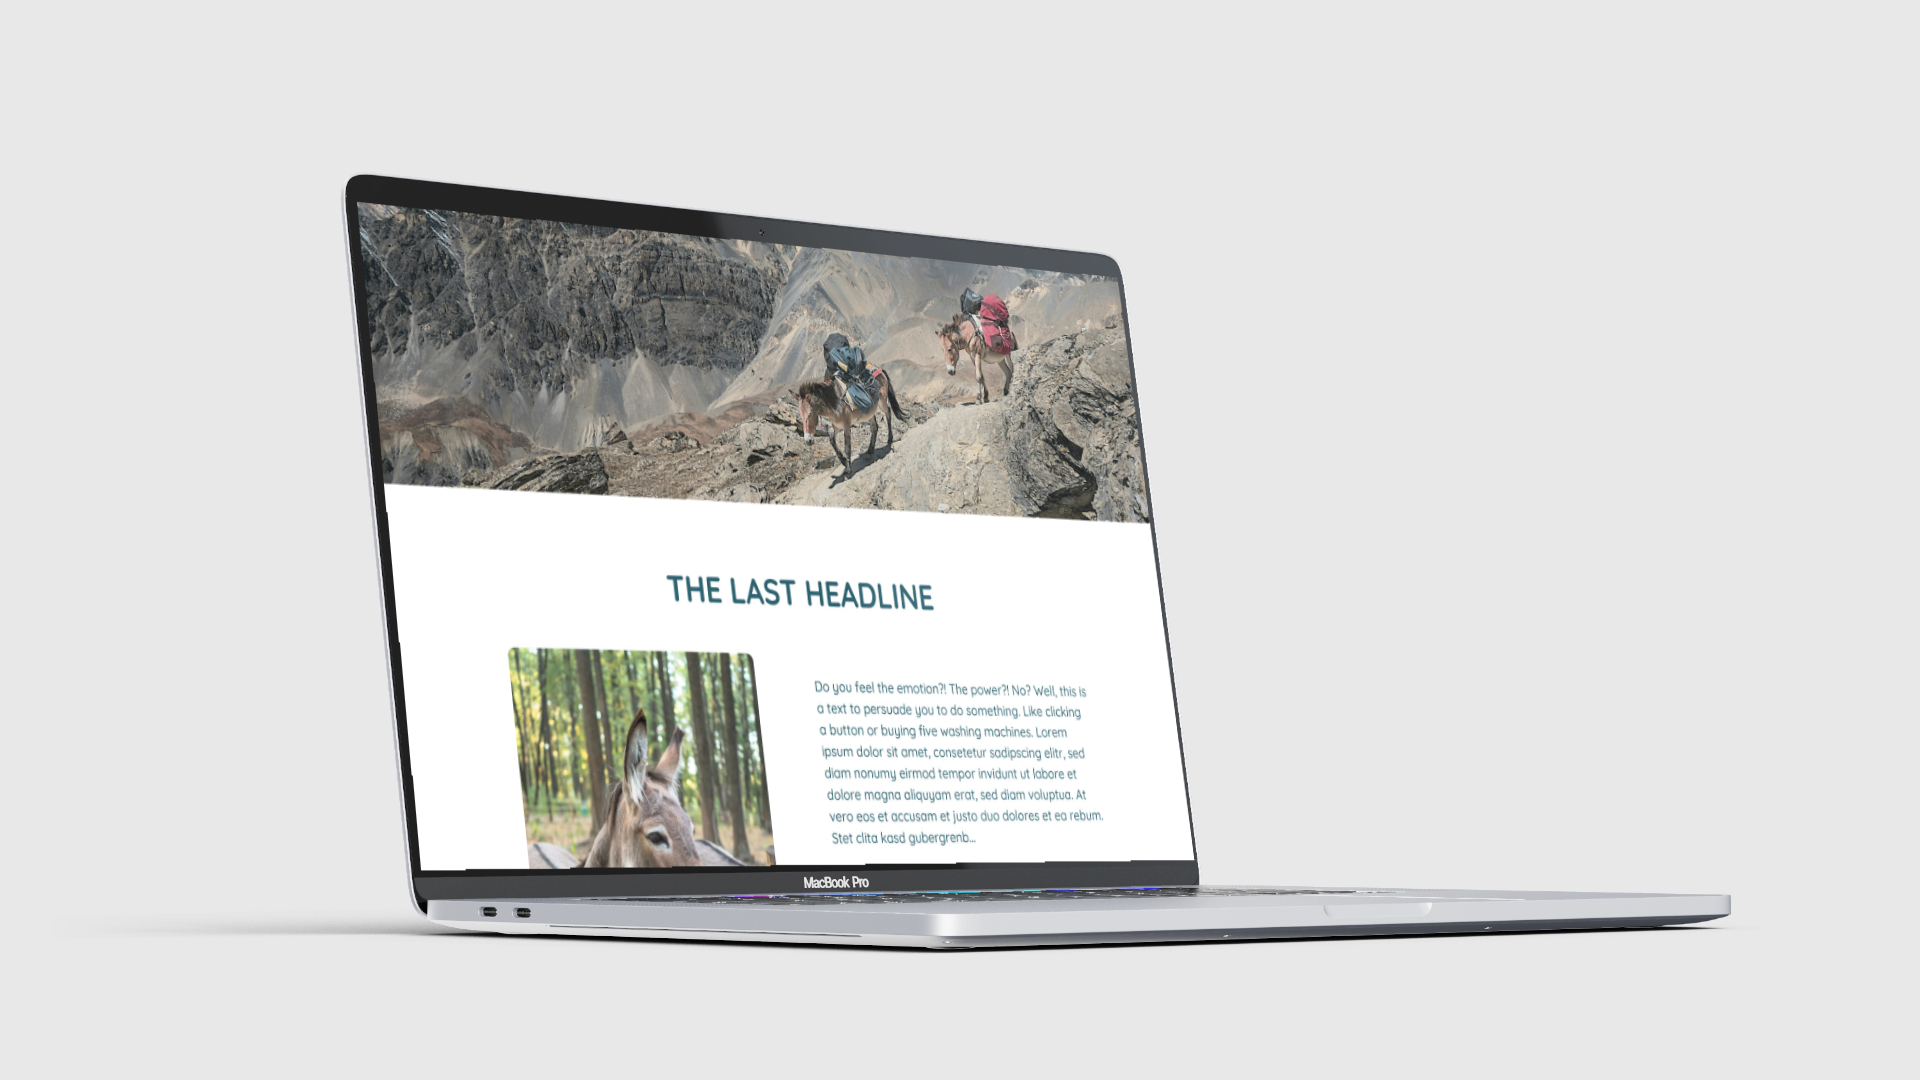 THE LAST HEADLINE
Do you feel the emotion?! The power?! No? Well, this is
a text to persuade you to do something. Like clicking
a button or buying five washing machines. Lorem
ipsum dolor sit amet, consetetur sadipscing elitr, sed
diam nonumy eirmod tempor invidunt ut labore et
dolore magna aliquyam erat, sed diam voluptua. At
vero eos et accusam et justo duo dolores et ea rebum.
Stet clita kasd gubergrenb...
MacBook Pro